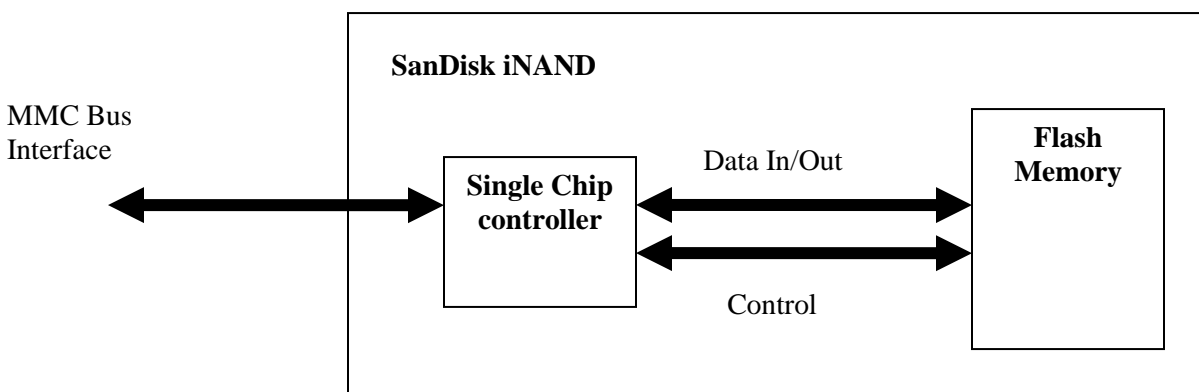 SanDisk iNAND
MMC Bus
Interface
Single Chip
controller
Data In/Out
Control
Flash
Memory